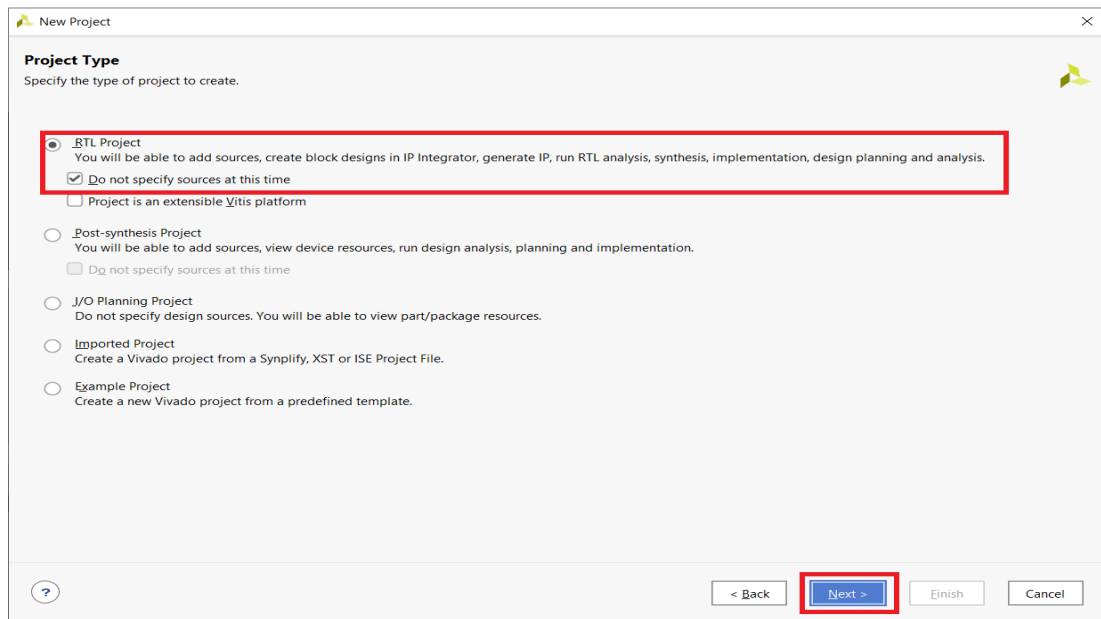 New Project
Project Type
Specify the type of project to create.
RTL Project
You will be able to add sources, create block designs in IP Integrator, generate IP, run RTL analysis, synthesis, implementation, design planning and analysis.
Do not specify sources at this time
Project is an extensible Vitis platform
Post-synthesis Project
You will be able to add sources, view device resources, run design analysis, planning and implementation.
Do not specify sources at this time
I/O Planning Project
Do not specify design sources. You will be able to view part/package resources.
Imported Project
Create a Vivado project from a Synplify, XST or ISE Project File.
Example Project
Create a new Vivado project from a predefined template.
?
< Back
Next >
Finish
Cancel